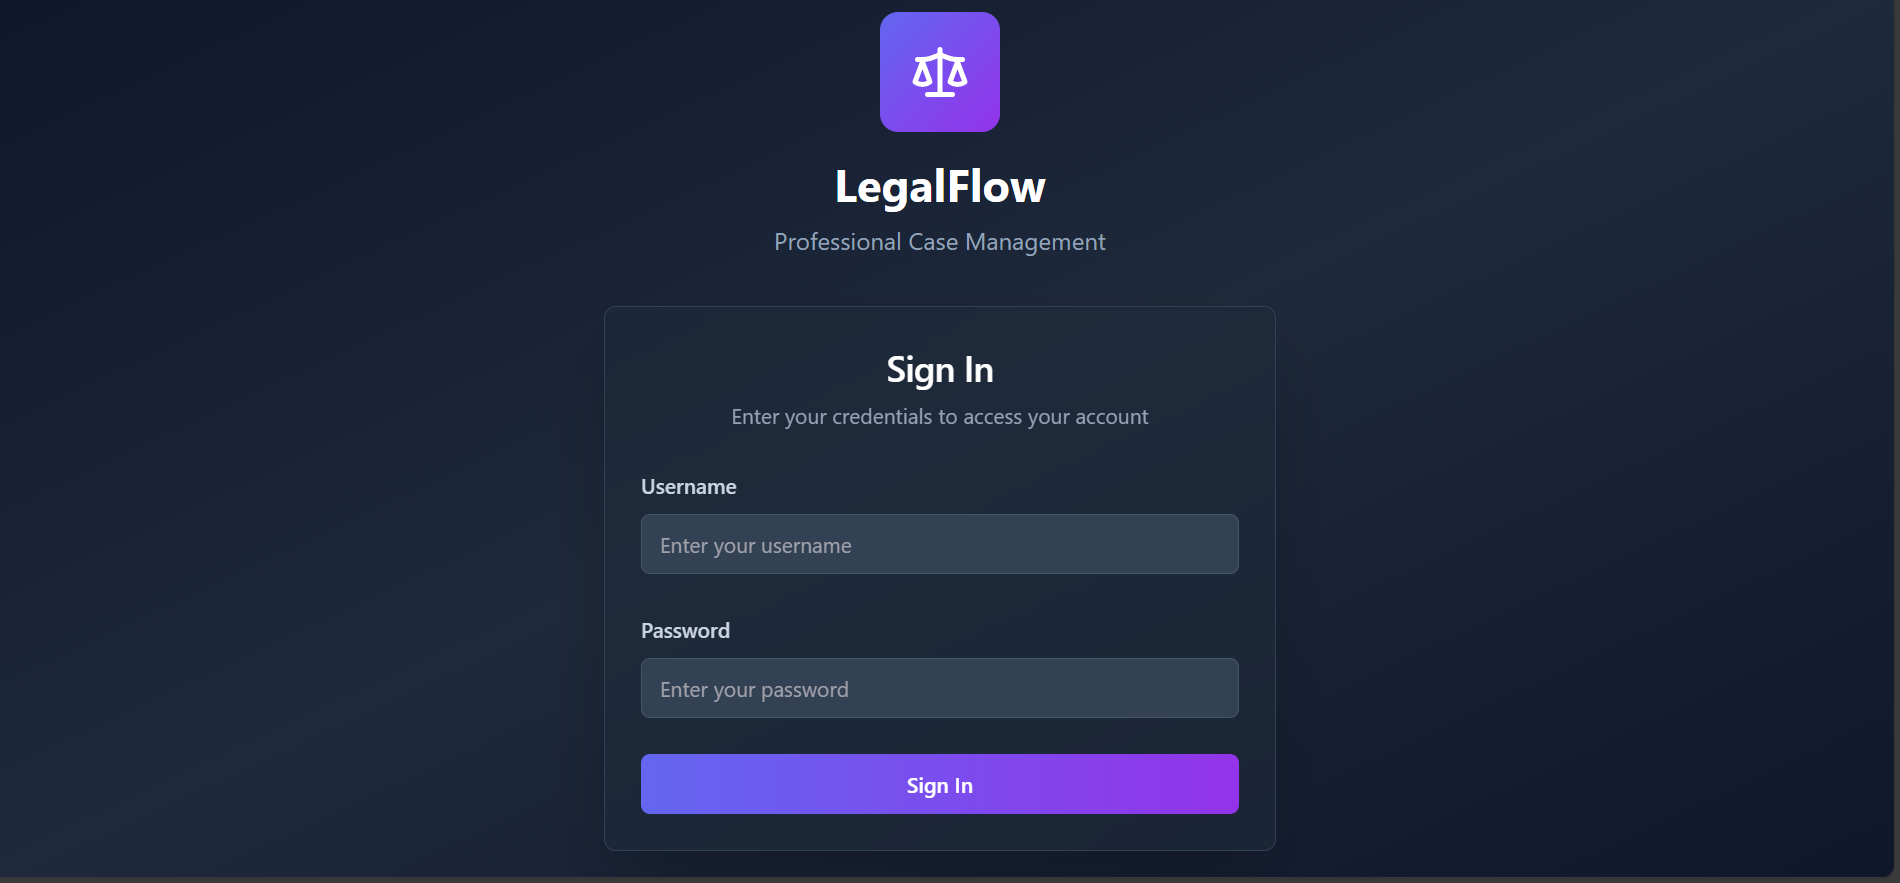 LegalFlow
Professional Case Management
Sign In
Enter your credentials to access your account
Username
Enter your username
Password
Enter your password
Sign In